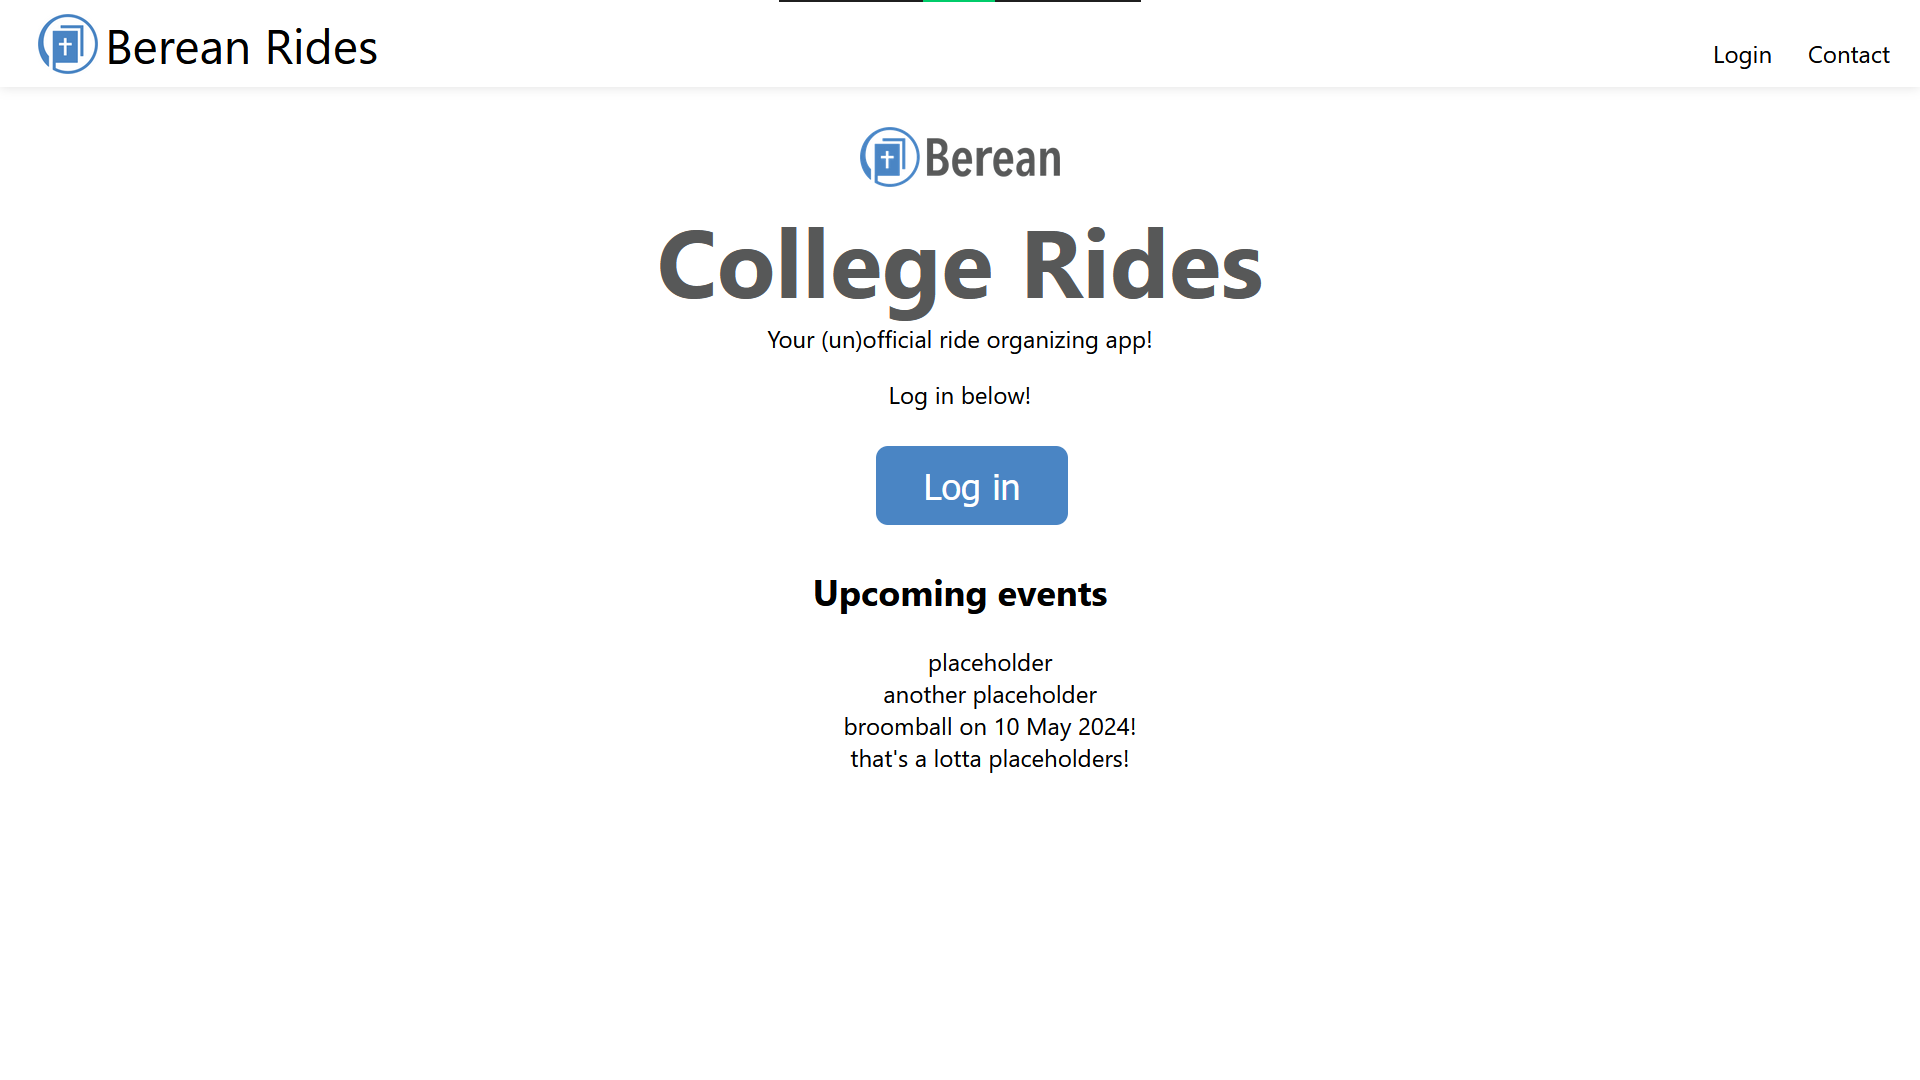 Berean Rides
Login
Contact
Berean
College Rides
Your (un)official ride organizing app!
Log in below!
Log in
Upcoming events
placeholder
another placeholder
broomball on 10 May 2024!
that's a lotta placeholders!